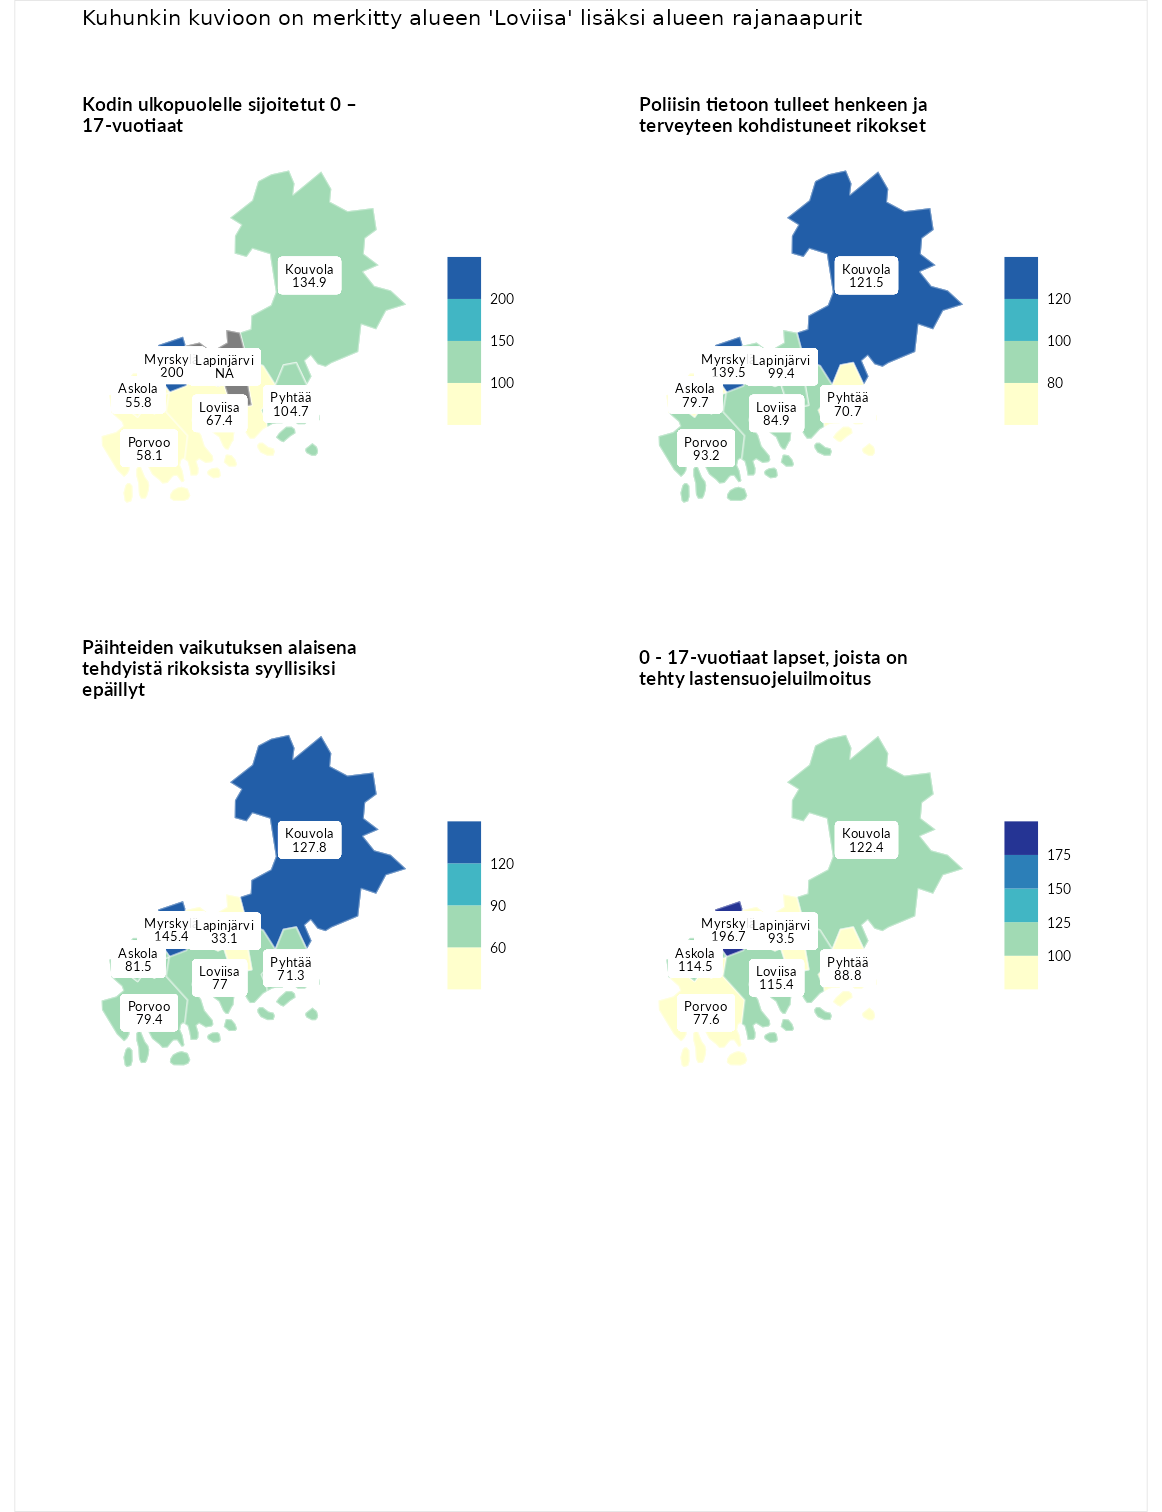 Kuhunkin kuvioon on merkitty alueen 'Loviisa' lisäksi alueen rajanaapurit
Kodin ulkopuolelle sijoitetut 0 –
17-vuotiaat
Kouvola
134.9
Lapinjärvi
NA
200
Askola
55.8
Loviisa
67.4
Pyhtää
104.7
Porvoo
58.1
200
150
100
Poliisin tietoon tulleet henkeen ja
terveyteen kohdistuneet rikokset
Kouvola
121.5
Lapinjärvi
99.4
139.5
Askola
79.7
Loviisa
84.9
Pyhtää
70.7
Porvoo
93.2
120
100
80
Päihteiden vaikutuksen alaisena
tehdyistä rikoksista syyllisiksi
epäillyt
Kouvola
127.8
Lapinjärvi
33.1
145.4
Askola
81.5
Loviisa
77
Pyhtää
71.3
Porvoo
79.4
120
90
60
0 - 17-vuotiaat lapset, joista on
tehty lastensuojeluilmoitus
Kouvola
122.4
Lapinjärvi
93.5
196.7
Askola
114.5
Loviisa
115.4
Pyhtää
88.8
Porvoo
77.6
175
150
125
100